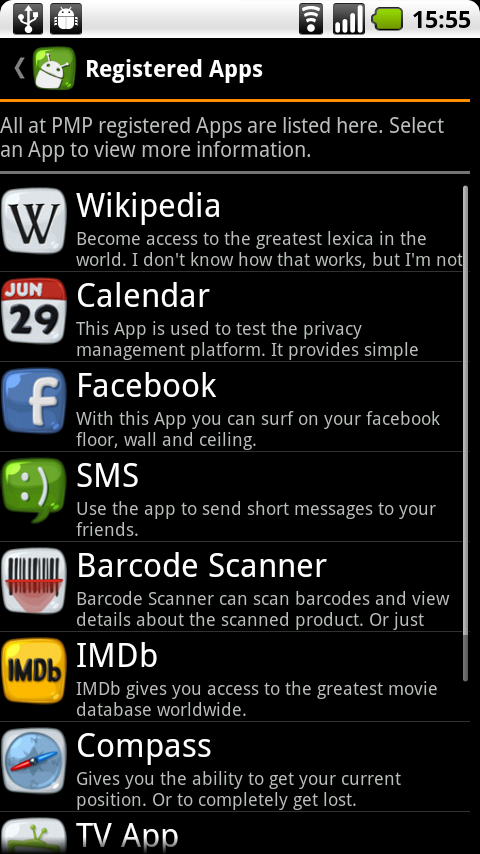 15:55
Registered Apps
All at PMP registered Apps are listed here. Select
an App to view more information.
W
Wikipedia
Become access to the greatest lexica in the
world. I don't know how that works, but I'm not
JUN
29
Calendar
This App is used to test the privacy
management platform. It provides simple
f
Facebook
With this App you can surf on your facebook
floor, wall and ceiling.
:)
SMS
Use the app to send short messages to your
friends.
Barcode Scanner
Barcode Scanner can scan barcodes and view
details about the scanned product. Or just
IMDb
IMDb
IMDb gives you access to the greatest movie
database worldwide.
Compass
Gives you the ability to get your current
position. Or to completely get lost.
TV App